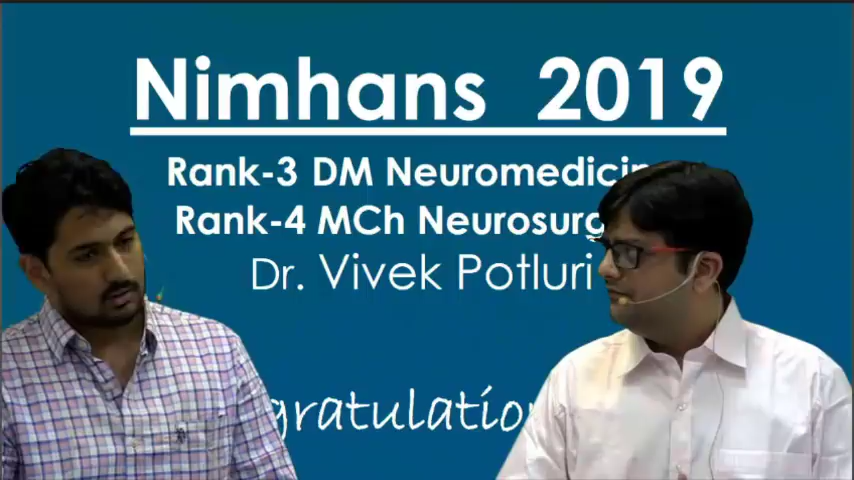 Nimhans 2019
Rank-3 DM Neuromedicin
Rank-4 MCh Neurosurg
Dr. Vivek Potluri
gratulation